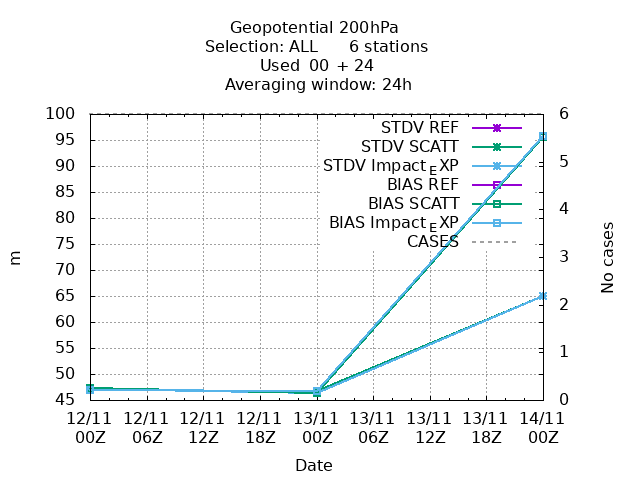 Geopotential 200hPa
Selection: ALL 6 stations
Used 00 + 24
Averaging window: 24h
100
95
90
85
80
75
70
65
60
55
50
45
m
6
5
4
3
2
1
0
No cases
STDV REF
STDV SCATT
STDV Impact_EXP
BIAS REF
BIAS SCATT
BIAS Impact_EXP
CASES
12/11 12/11 12/11 12/11 13/11 13/11 13/11 13/11 14/11
00Z 06Z 12Z 18Z 00Z 06Z 12Z 18Z 00Z
Date